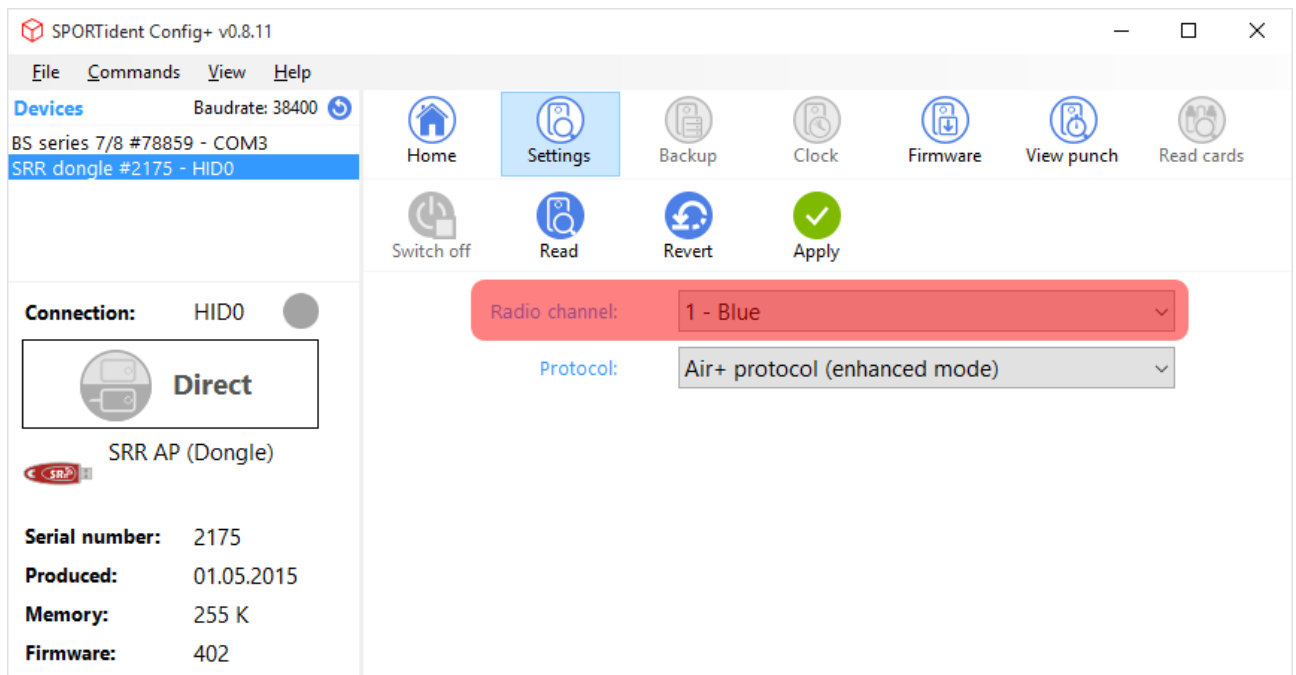 SPORTident Config+ v0.8.11
File Commands View Help
Devices Baudrate: 38400
BS series 7/8 #78859 - COM3
SRR dongle #2175 - HID0
Home Settings Backup Clock Firmware View punch Read cards
Switch off Read Revert Apply
Connection: HID0
Direct
SRR AP (Dongle)
SRR
Serial number: 2175
Produced: 01.05.2015
Memory: 255 K
Firmware: 402
Radio channel: 1 - Blue
Protocol: Air+ protocol (enhanced mode)